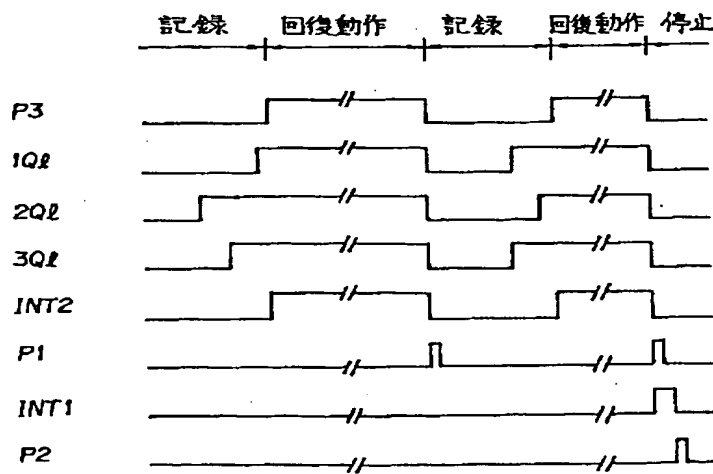 記録 回復動作 記録 回復動作 停止
P3
1Qℓ
2Qℓ
3Qℓ
INT2
P1
INT1
P2